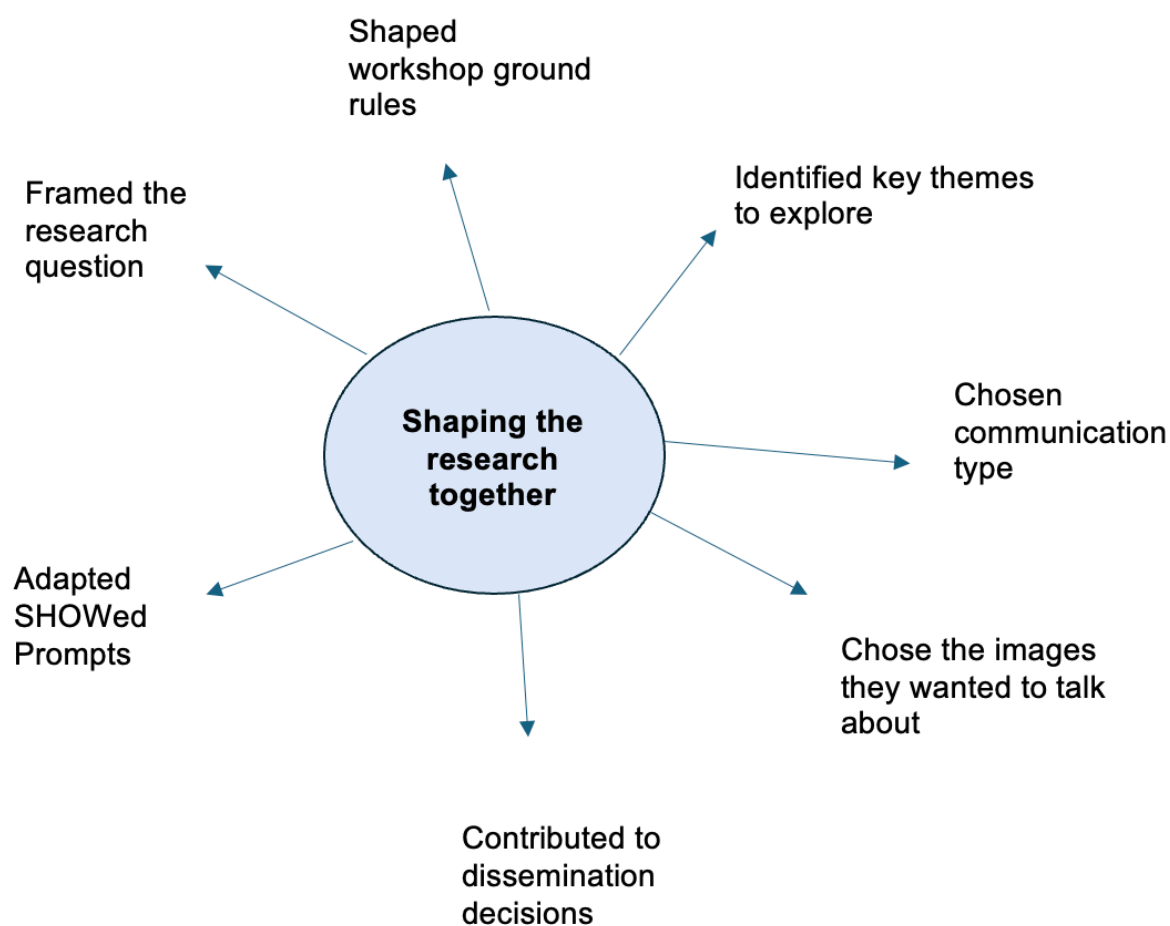 Shaped
workshop ground
rules
Framed the
research
question
Identified key themes
to explore
Shaping the
research
together
Chosen
communication
type
Adapted
SHOWed
Prompts
Chose the images
they wanted to talk
about
Contributed to
dissemination
decisions